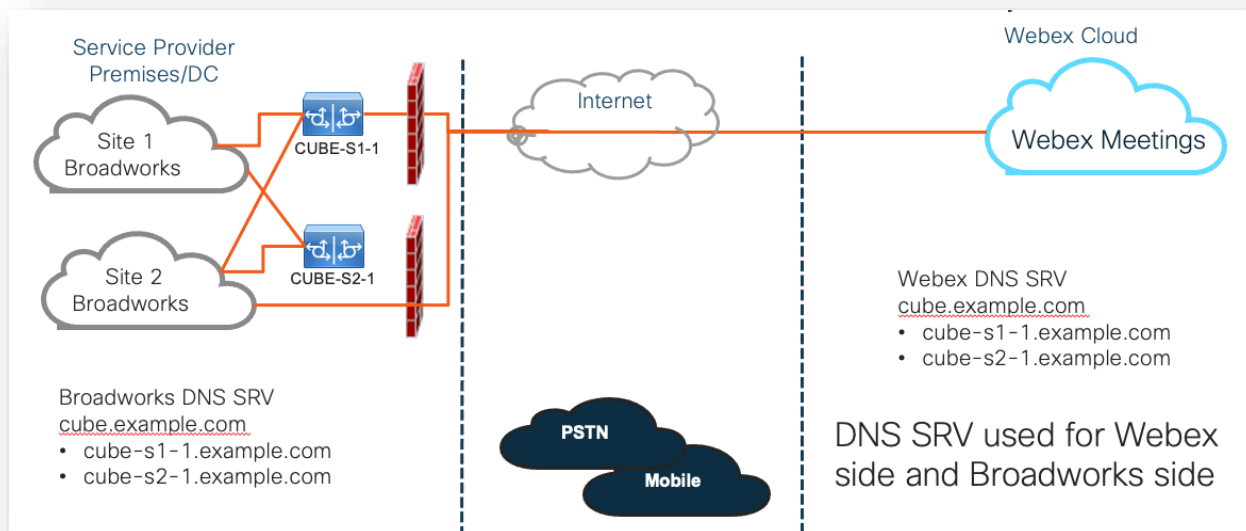 Service Provider
Premises/DC
Site 1
Broadworks
CUBE-S1-1
Site 2
Broadworks
CUBE-S2-1
Internet
Webex Cloud
Webex Meetings
Broadworks DNS SRV
cube.example.com
• cube-s1-1.example.com
• cube-s2-1.example.com
PSTN
Mobile
Webex DNS SRV
cube.example.com
• cube-s1-1.example.com
• cube-s2-1.example.com
DNS SRV used for Webex
side and Broadworks side